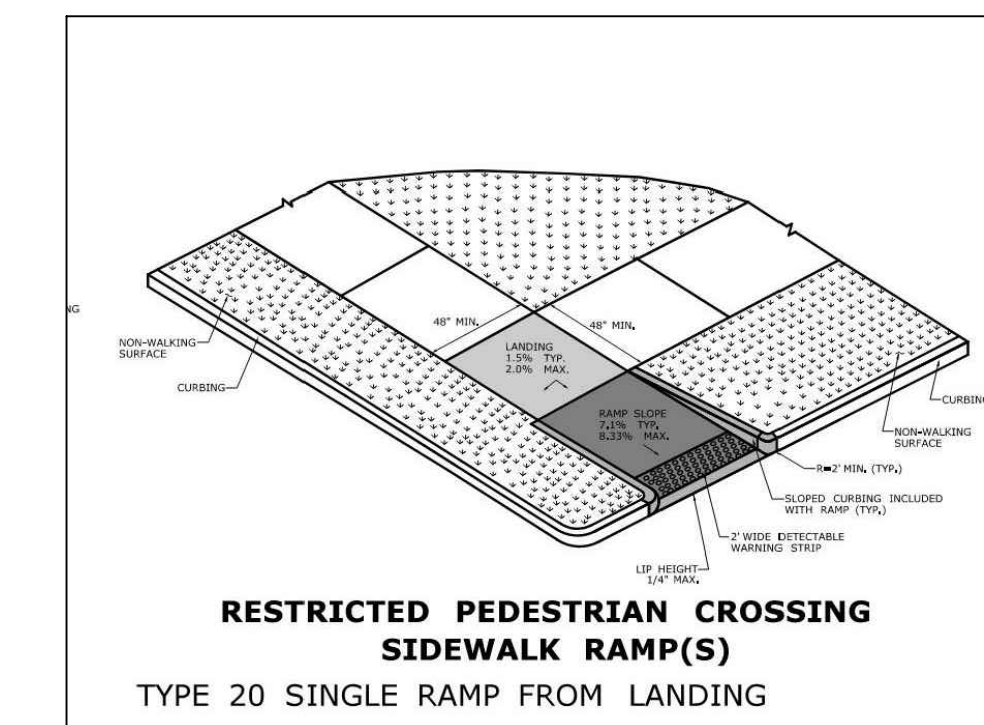 NG
NON-WALKING
SURFACE
CURBING
48" MIN.
48" MIN.
LANDING
1.5% TYP.
2.0% MAX.
RAMP SLOPE
7.1% TYP.
8.33% MAX.
CURBING
NON-WALKING
SURFACE
R=2' MIN. (TYP.)
SLOPED CURBING INCLUDED
WITH RAMP (TYP.)
2' WIDE DETECTABLE
WARNING STRIP
LIP HEIGHT
1/4" MAX.
RESTRICTED PEDESTRIAN CROSSING
SIDEWALK RAMP(S)
TYPE 20 SINGLE RAMP FROM LANDING